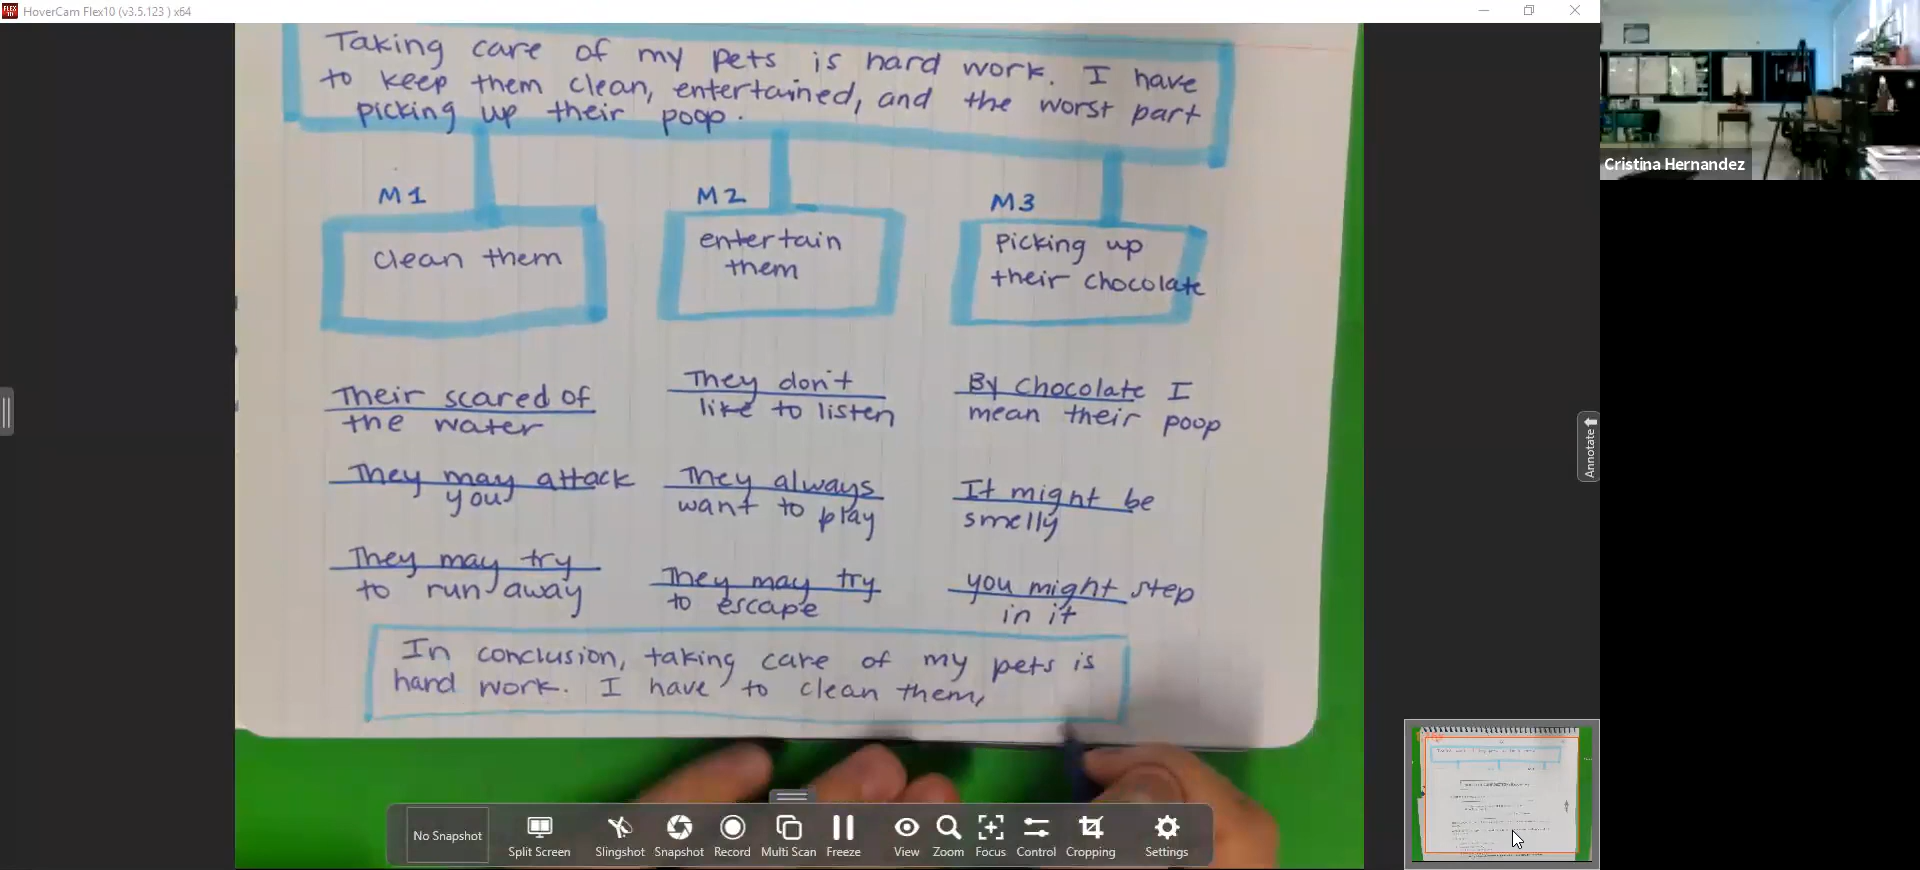 HoverCam Flex10 (v3.5.123 ) x64
Taking care of my pets is hard work. I have
to keep them clean, entertained, and the worst part
picking up their poop.
M1
M2
M3
clean them
entertain
them
Picking up
their chocolate
Their scared of
the water
They don't
like to listen
By chocolate I
mean their poop
They may attack
you
They always
want to play
It might be
smelly
They may try
to run away
They may try
to escape
you might step
in it
In conclusion, taking care of my pets is
hard work. I have to clean them,
Cristina Hernandez
Annotate
No Snapshot
Split Screen
Slingshot
Snapshot
Record
Multi Scan
Freeze
View
Zoom
Focus
Control
Cropping
Settings